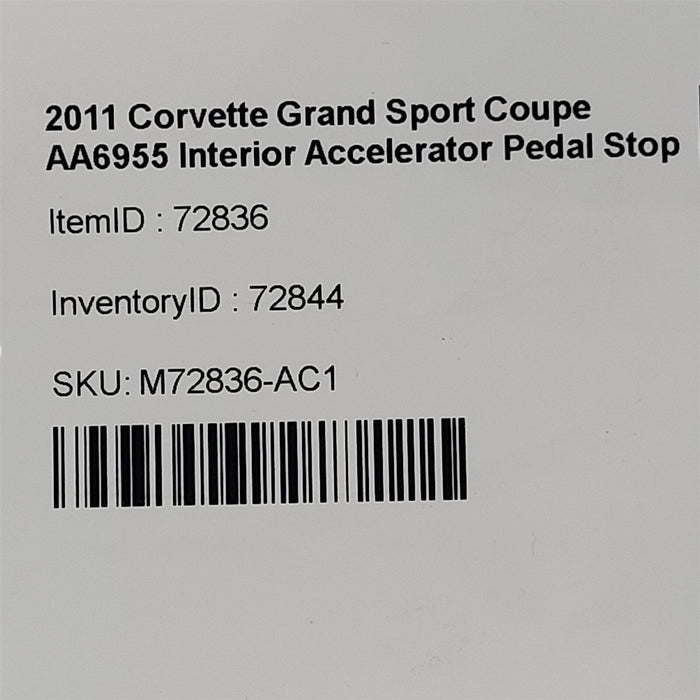 2011 Corvette Grand Sport Coupe
AA6955 Interior Accelerator Pedal Stop
ItemID : 72836
InventoryID : 72844
SKU: M72836-AC1